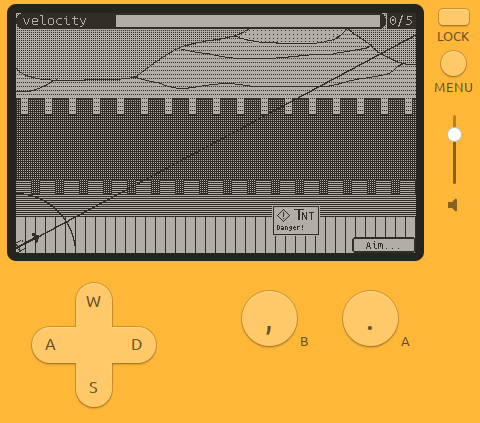 velocity 0/5
LOCK
MENU
TNT
Danger!
Aim...
W
A D
S
, B
. A